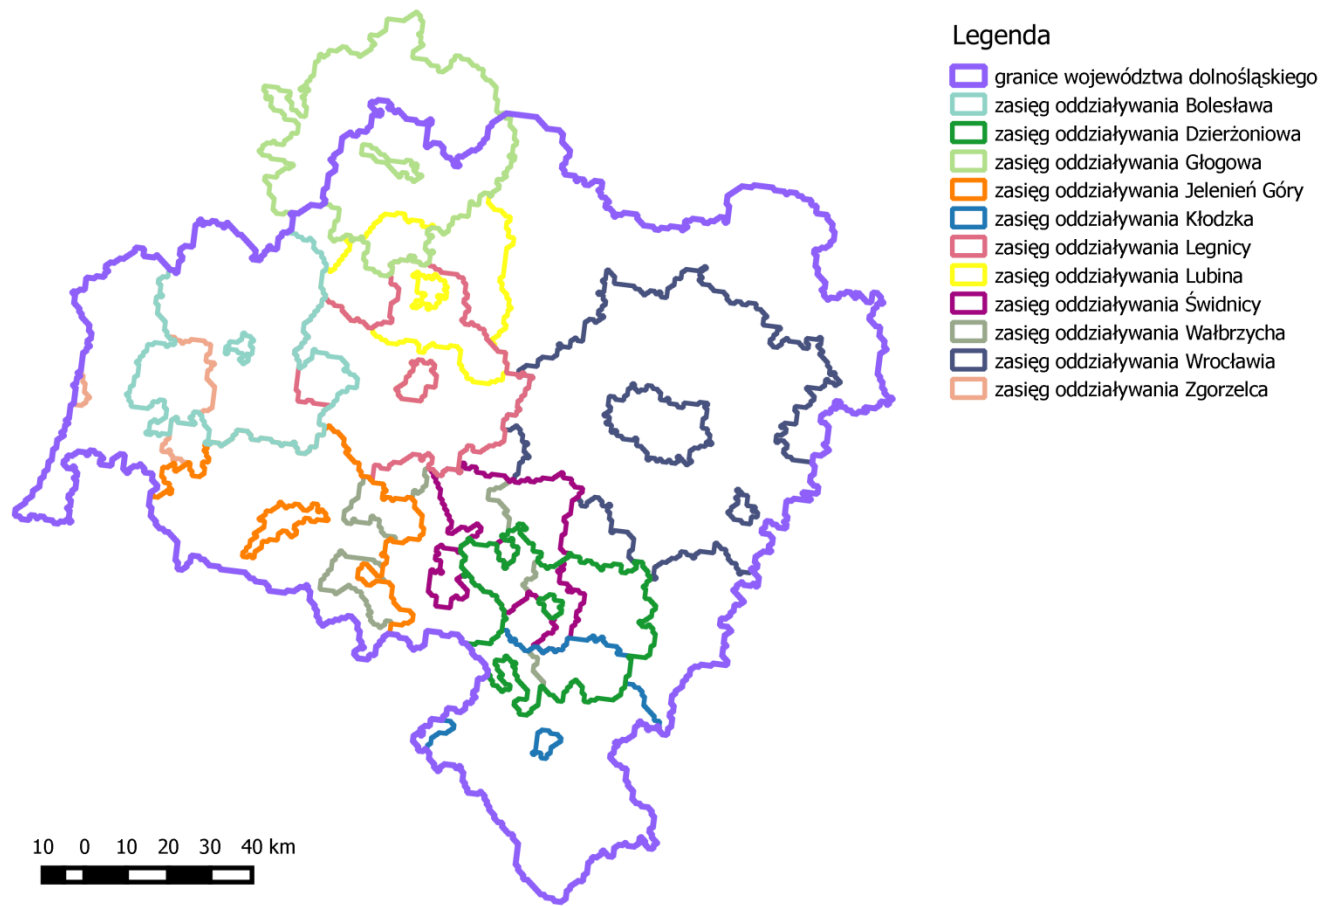 Legenda
granice województwa dolnośląskiego
zasięg oddziaływania Bolesława
zasięg oddziaływania Dzierżoniowa
zasięg oddziaływania Głogowa
zasięg oddziaływania Jelenień Góry
zasięg oddziaływania Kłodzka
zasięg oddziaływania Legnicy
zasięg oddziaływania Lubina
zasięg oddziaływania Świdnicy
zasięg oddziaływania Wałbrzycha
zasięg oddziaływania Wrocławia
zasięg oddziaływania Zgorzelca
10 0 10 20 30 40 km